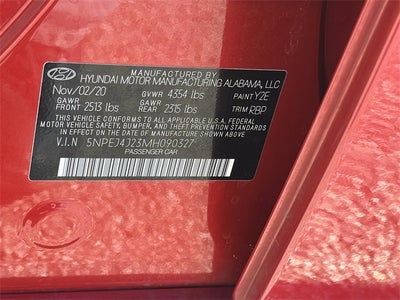 MANUFACTURED BY
HYUNDAI MOTOR MANUFACTURING ALABAMA, LLC
Nov/02/20 GVWR 4354 lbs PAINT Y2E
GAWR FRONT 2513 lbs GAWR REAR 2315 lbs TRIM RBP
THIS VEHICLE CONFORMS TO ALL APPLICABLE U.S.A. FEDERAL
MOTOR VEHICLE SAFETY, BUMPER, AND THEFT PREVENTION STANDARDS
IN EFFECT ON THE DATE OF MANUFACTURE SHOWN ABOVE.
V.I.N 5NPEJ4J23MH090327
PASSENGER CAR